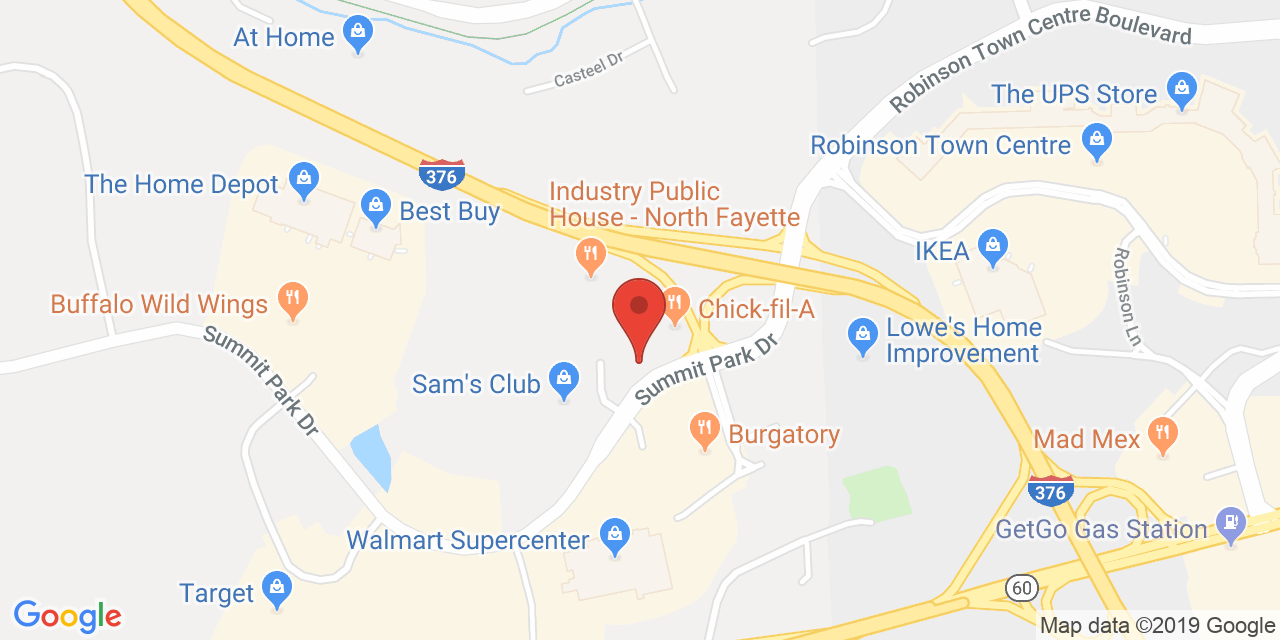 At Home
Casteel Dr
Robinson Town Centre Boulevard
The UPS Store
Robinson Town Centre
376
The Home Depot
Best Buy
Industry Public
House - North Fayette
IKEA
Robinson Ln
Buffalo Wild Wings
Chick-fil-A
Lowe's Home
Improvement
Summit Park Dr
Summit Park Dr
Sam's Club
Burgatory
Mad Mex
376
GetGo Gas Station
Walmart Supercenter
Target
60
Google
Map data ©2019 Google